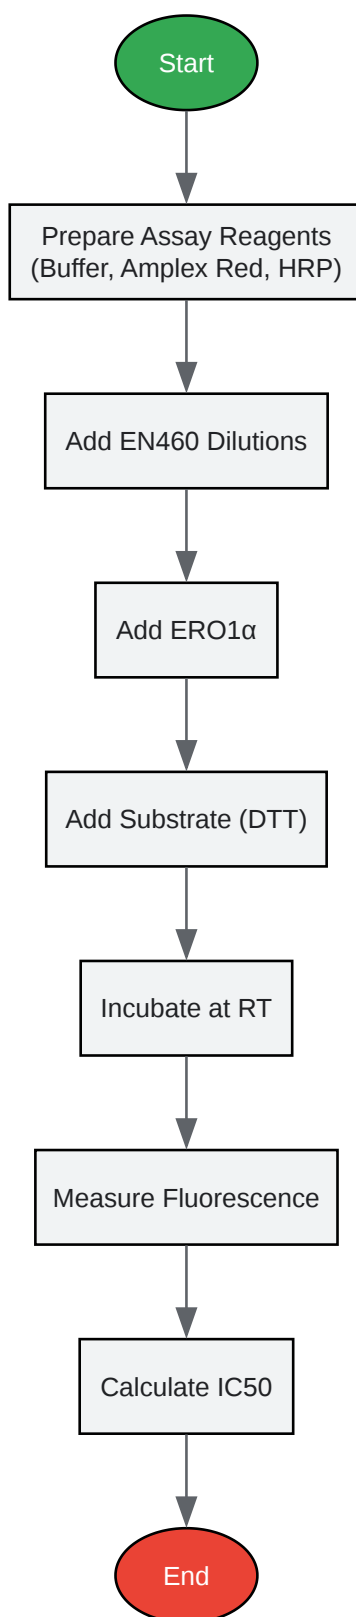 Start
Prepare Assay Reagents
(Buffer, Amplex Red, HRP)
Add EN460 Dilutions
Add ERO1α
Add Substrate (DTT)
Incubate at RT
Measure Fluorescence
Calculate IC50
End